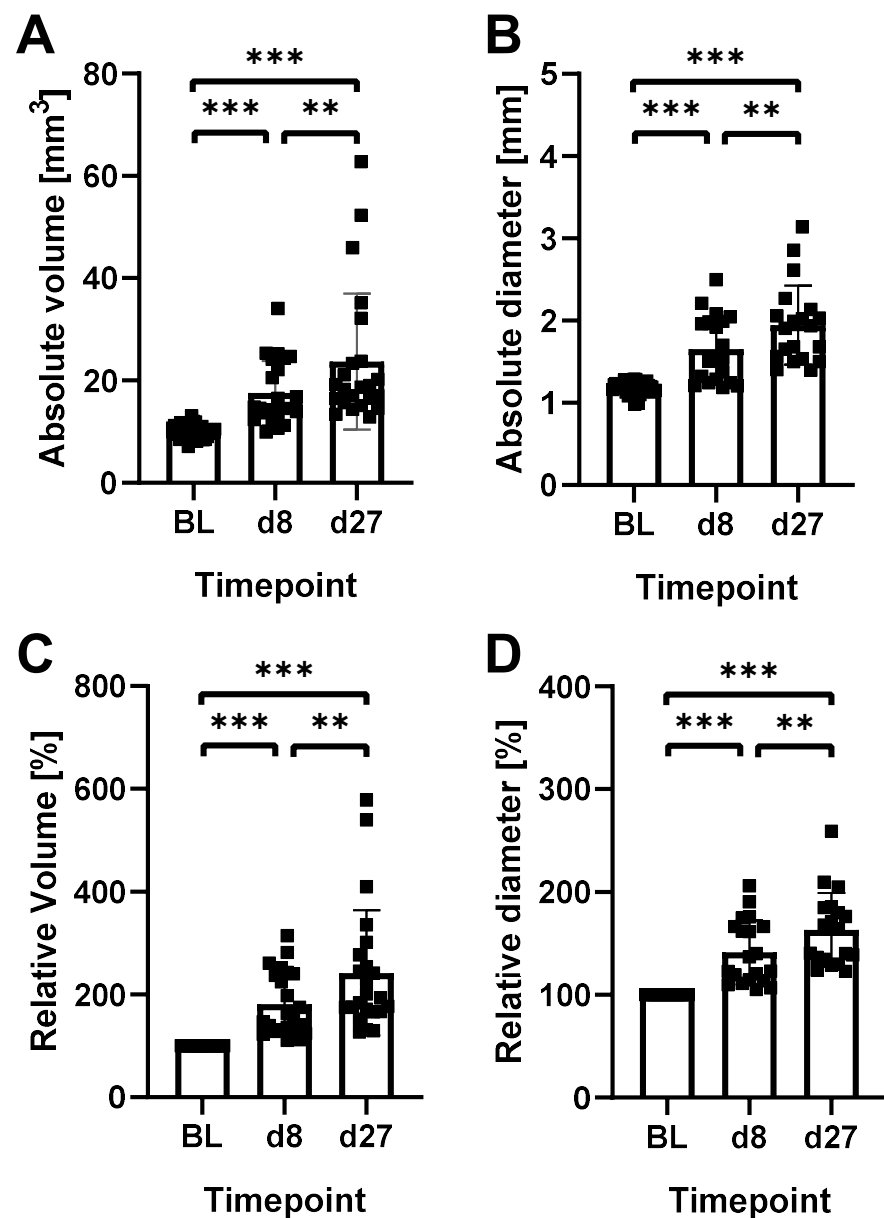 A
Absolute volume [mm3]
80
60
40
20
0
***
***
**
BL d8 d27
Timepoint
B
Absolute diameter [mm]
5
4
3
2
1
0
***
***
**
BL d8 d27
Timepoint
C
Relative Volume [%]
800
600
400
200
0
***
***
**
BL d8 d27
Timepoint
D
Relative diameter [%]
400
300
200
100
0
***
***
**
BL d8 d27
Timepoint